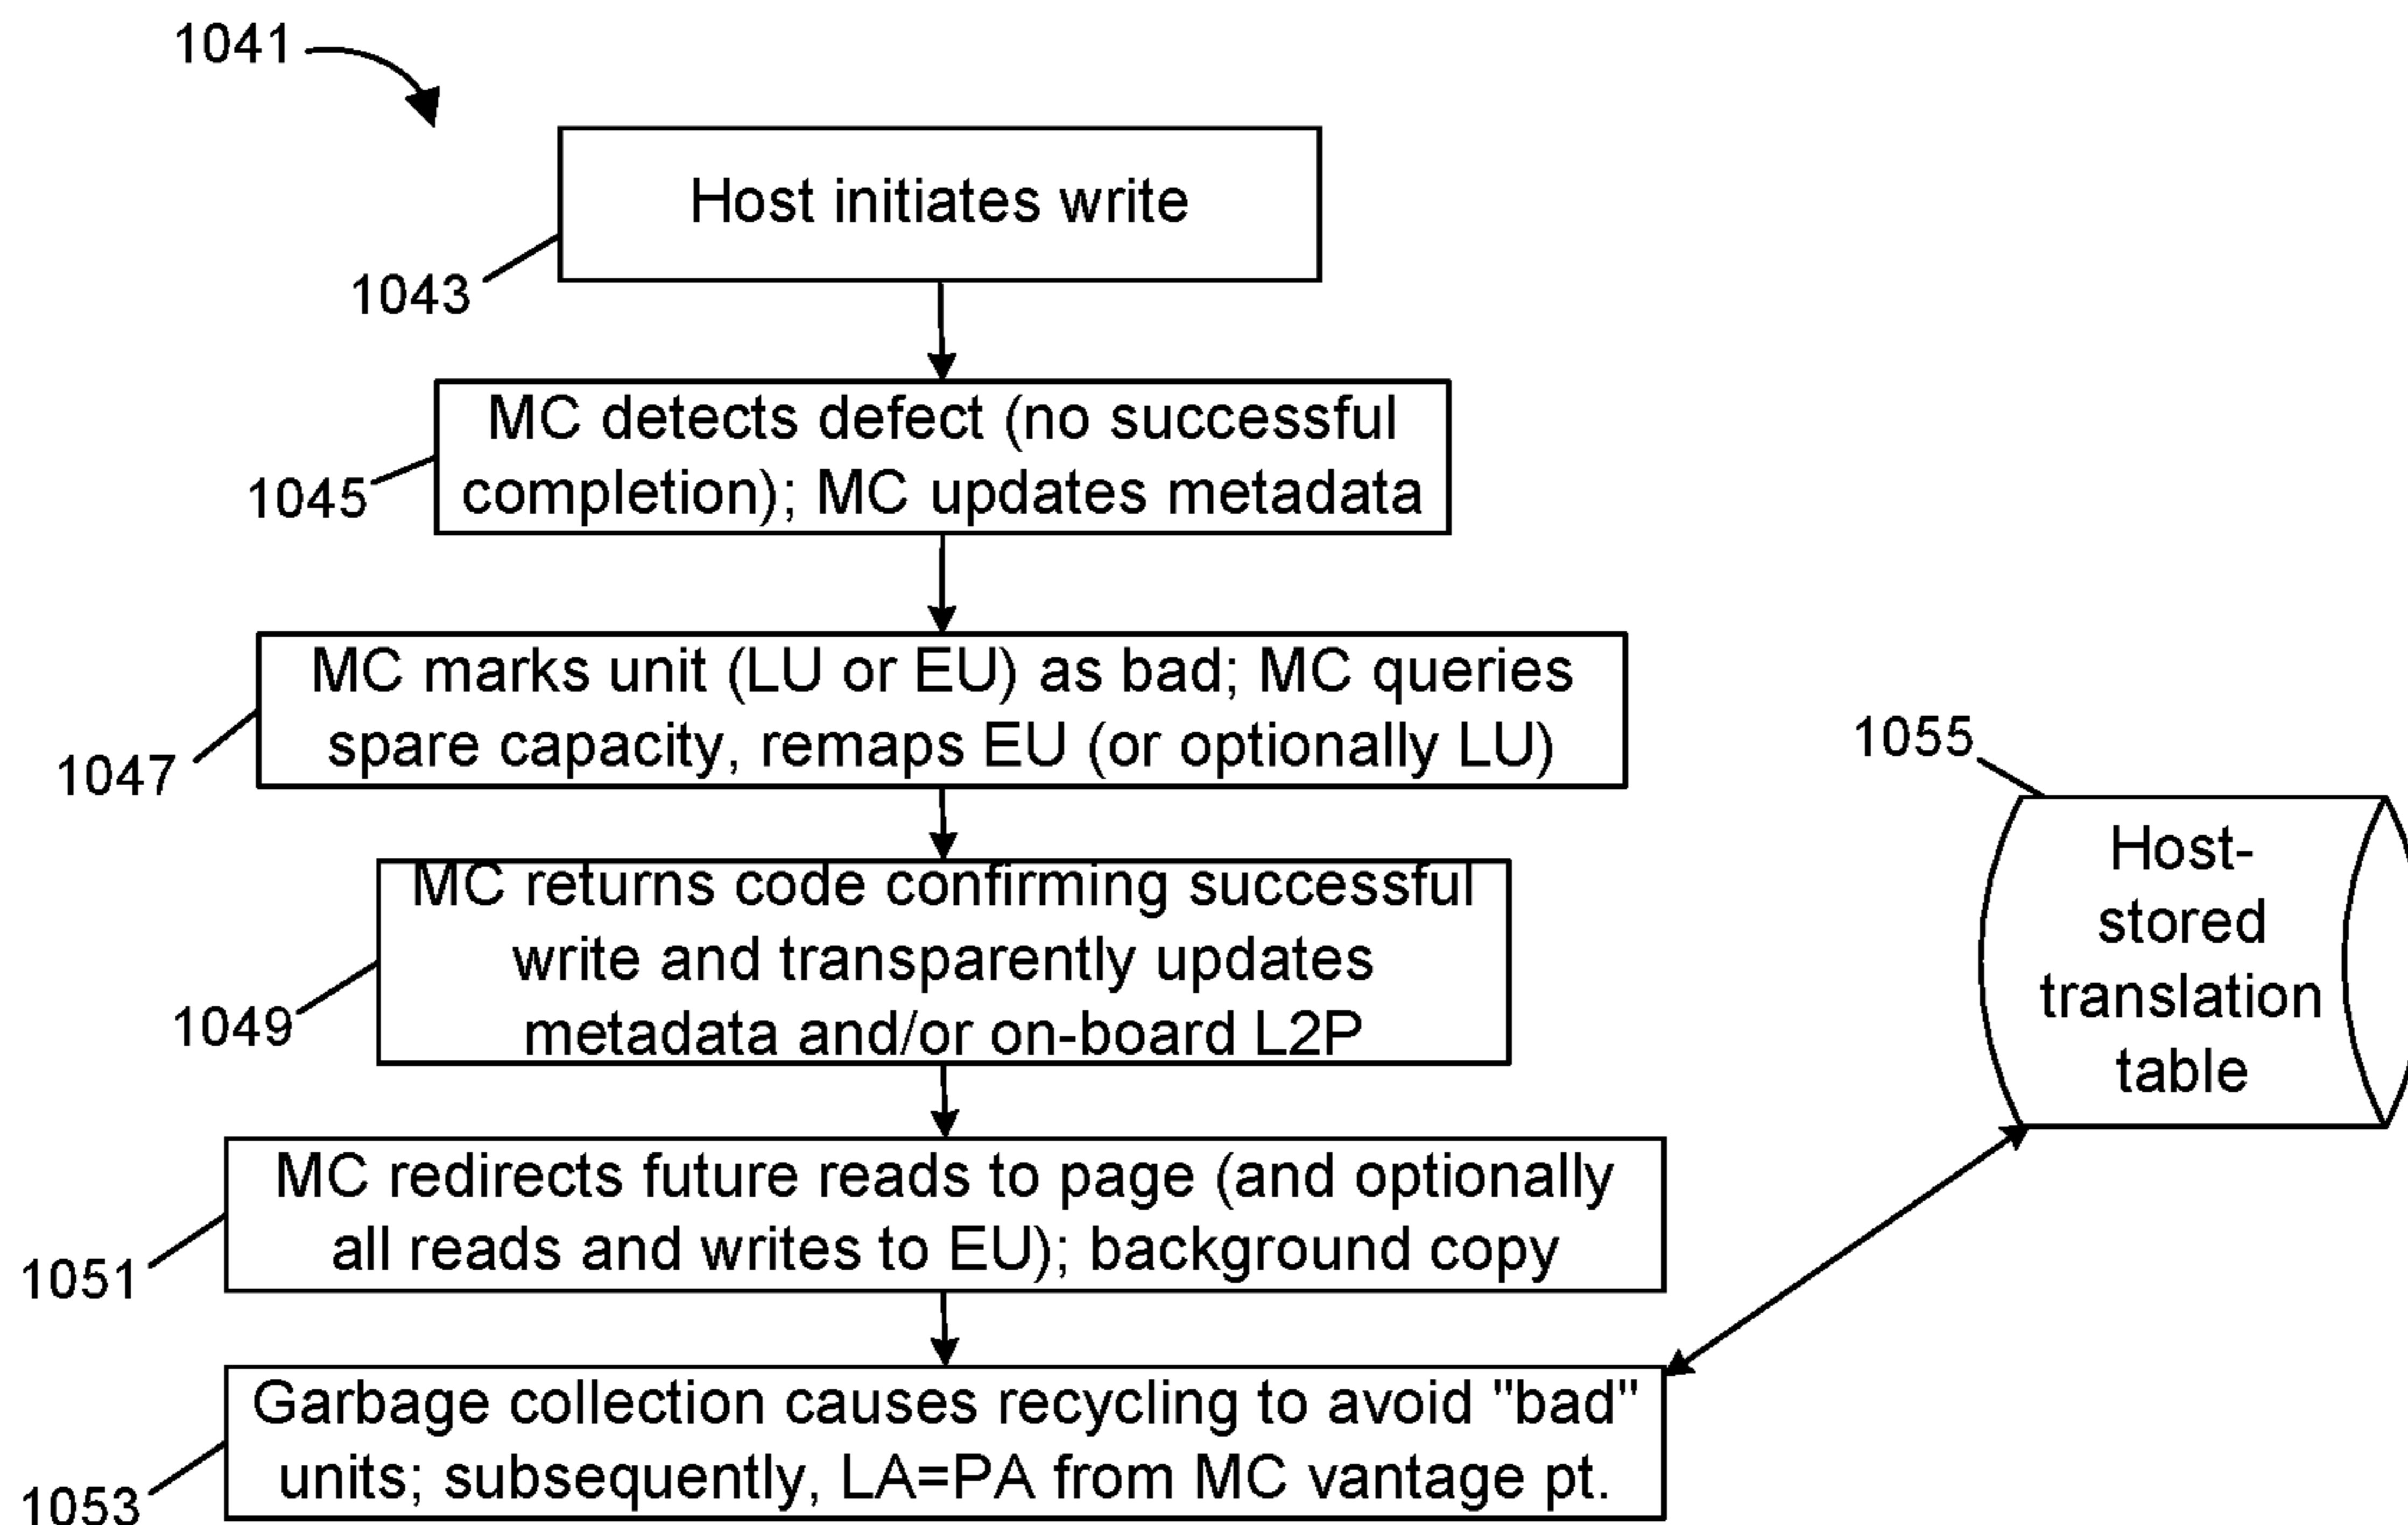 1041
Host initiates write
1043
MC detects defect (no successful
completion); MC updates metadata
1045
MC marks unit (LU or EU) as bad; MC queries
spare capacity, remaps EU (or optionally LU)
1047
1055
Host-
stored
translation
table
MC returns code confirming successful
write and transparently updates
metadata and/or on-board L2P
1049
MC redirects future reads to page (and optionally
all reads and writes to EU); background copy
1051
Garbage collection causes recycling to avoid "bad"
units; subsequently, LA=PA from MC vantage pt.
1053